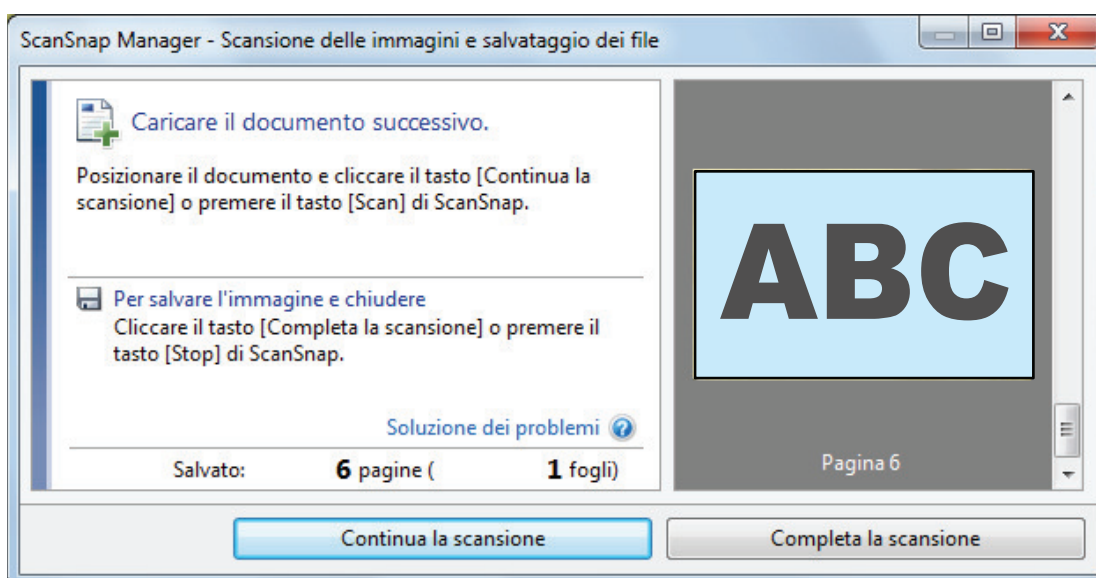 ScanSnap Manager - Scansione delle immagini e salvataggio dei file
Caricare il documento successivo.
Posizionare il documento e cliccare il tasto [Continua la
scansione] o premere il tasto [Scan] di ScanSnap.
Per salvare l'immagine e chiudere
Cliccare il tasto [Completa la scansione] o premere il
tasto [Stop] di ScanSnap.
Soluzione dei problemi
Salvato: 6 pagine ( 1 fogli)
ABC
Pagina 6
Continua la scansione
Completa la scansione